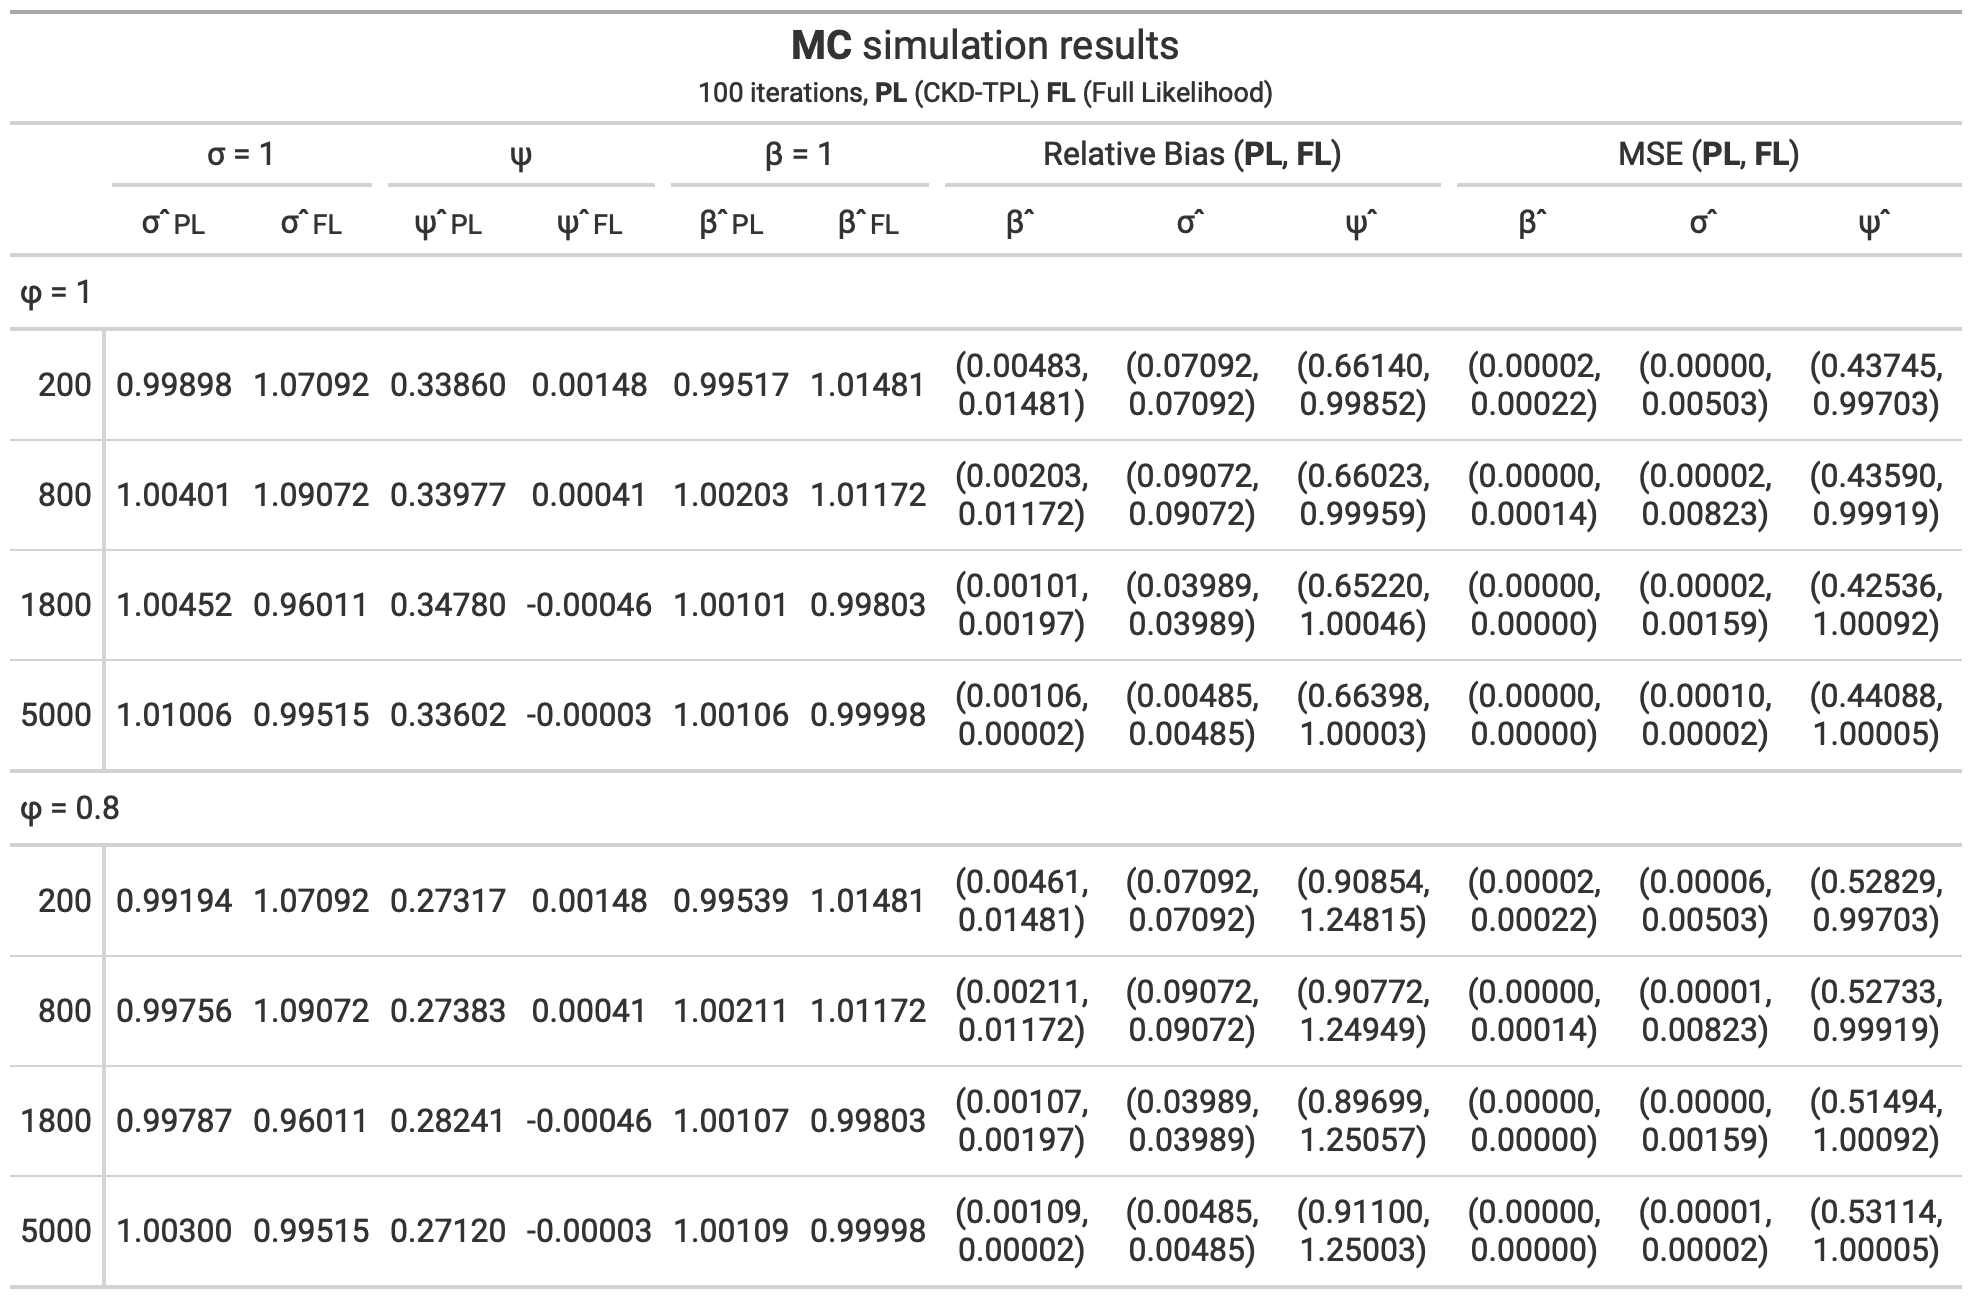 MC simulation results
100 iterations, PL (CKD-TPL) FL (Full Likelihood)
σ = 1 ψ β = 1 Relative Bias (PL, FL) MSE (PL, FL)
σ̂ PL σ̂ FL ψ̂ PL ψ̂ FL β̂ PL β̂ FL β̂ σ̂ ψ̂ β̂ σ̂ ψ̂
φ = 1
200 0.99898 1.07092 0.33860 0.00148 0.99517 1.01481 (0.00483, 0.01481) (0.07092, 0.07092) (0.66140, 0.99852) (0.00002, 0.00022) (0.00000, 0.00503) (0.43745, 0.99703)
800 1.00401 1.09072 0.33977 0.00041 1.00203 1.01172 (0.00203, 0.01172) (0.09072, 0.09072) (0.66023, 0.99959) (0.00000, 0.00014) (0.00002, 0.00823) (0.43590, 0.99919)
1800 1.00452 0.96011 0.34780 -0.00046 1.00101 0.99803 (0.00101, 0.00197) (0.03989, 0.03989) (0.65220, 1.00046) (0.00000, 0.00000) (0.00002, 0.00159) (0.42536, 1.00092)
5000 1.01006 0.99515 0.33602 -0.00003 1.00106 0.99998 (0.00106, 0.00002) (0.00485, 0.00485) (0.66398, 1.00003) (0.00000, 0.00000) (0.00010, 0.00002) (0.44088, 1.00005)
φ = 0.8
200 0.99194 1.07092 0.27317 0.00148 0.99539 1.01481 (0.00461, 0.01481) (0.07092, 0.07092) (0.90854, 1.24815) (0.00002, 0.00022) (0.00006, 0.00503) (0.52829, 0.99703)
800 0.99756 1.09072 0.27383 0.00041 1.00211 1.01172 (0.00211, 0.01172) (0.09072, 0.09072) (0.90772, 1.24949) (0.00000, 0.00014) (0.00001, 0.00823) (0.52733, 0.99919)
1800 0.99787 0.96011 0.28241 -0.00046 1.00107 0.99803 (0.00107, 0.00197) (0.03989, 0.03989) (0.89699, 1.25057) (0.00000, 0.00000) (0.00000, 0.00159) (0.51494, 1.00092)
5000 1.00300 0.99515 0.27120 -0.00003 1.00109 0.99998 (0.00109, 0.00002) (0.00485, 0.00485) (0.91100, 1.25003) (0.00000, 0.00000) (0.00001, 0.00002) (0.53114, 1.00005)